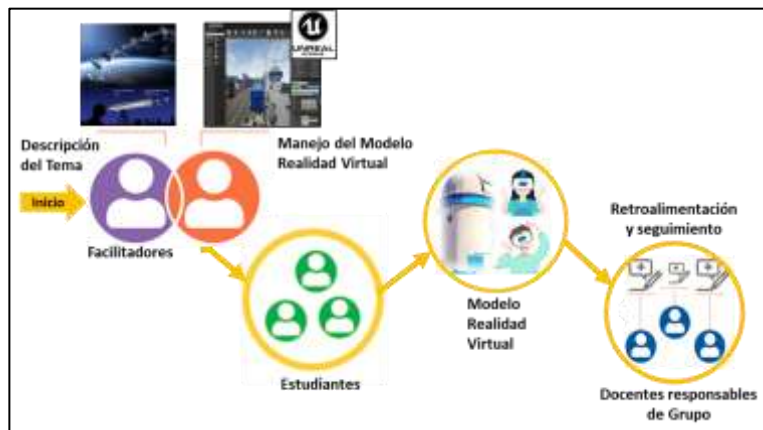 UNREAL
Descripción
del Tema
Manejo del Modelo
Realidad Virtual
Inicio
Facilitadores
Estudiantes
Modelo
Realidad
Virtual
Retroalimentación
y seguimiento
Docentes responsables
de Grupo